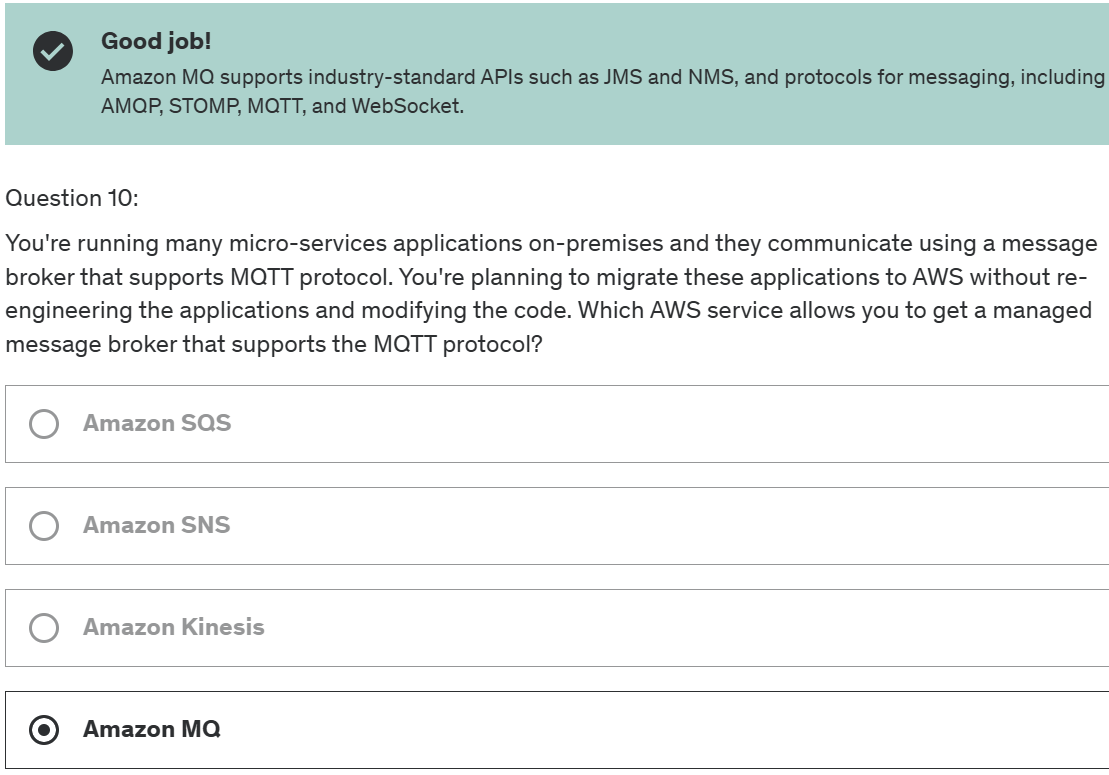 Good job!
Amazon MQ supports industry-standard APIs such as JMS and NMS, and protocols for messaging, including
AMQP, STOMP, MQTT, and WebSocket.
Question 10:
You're running many micro-services applications on-premises and they communicate using a message
broker that supports MQTT protocol. You're planning to migrate these applications to AWS without re-
engineering the applications and modifying the code. Which AWS service allows you to get a managed
message broker that supports the MQTT protocol?
Amazon SQS
Amazon SNS
Amazon Kinesis
Amazon MQ